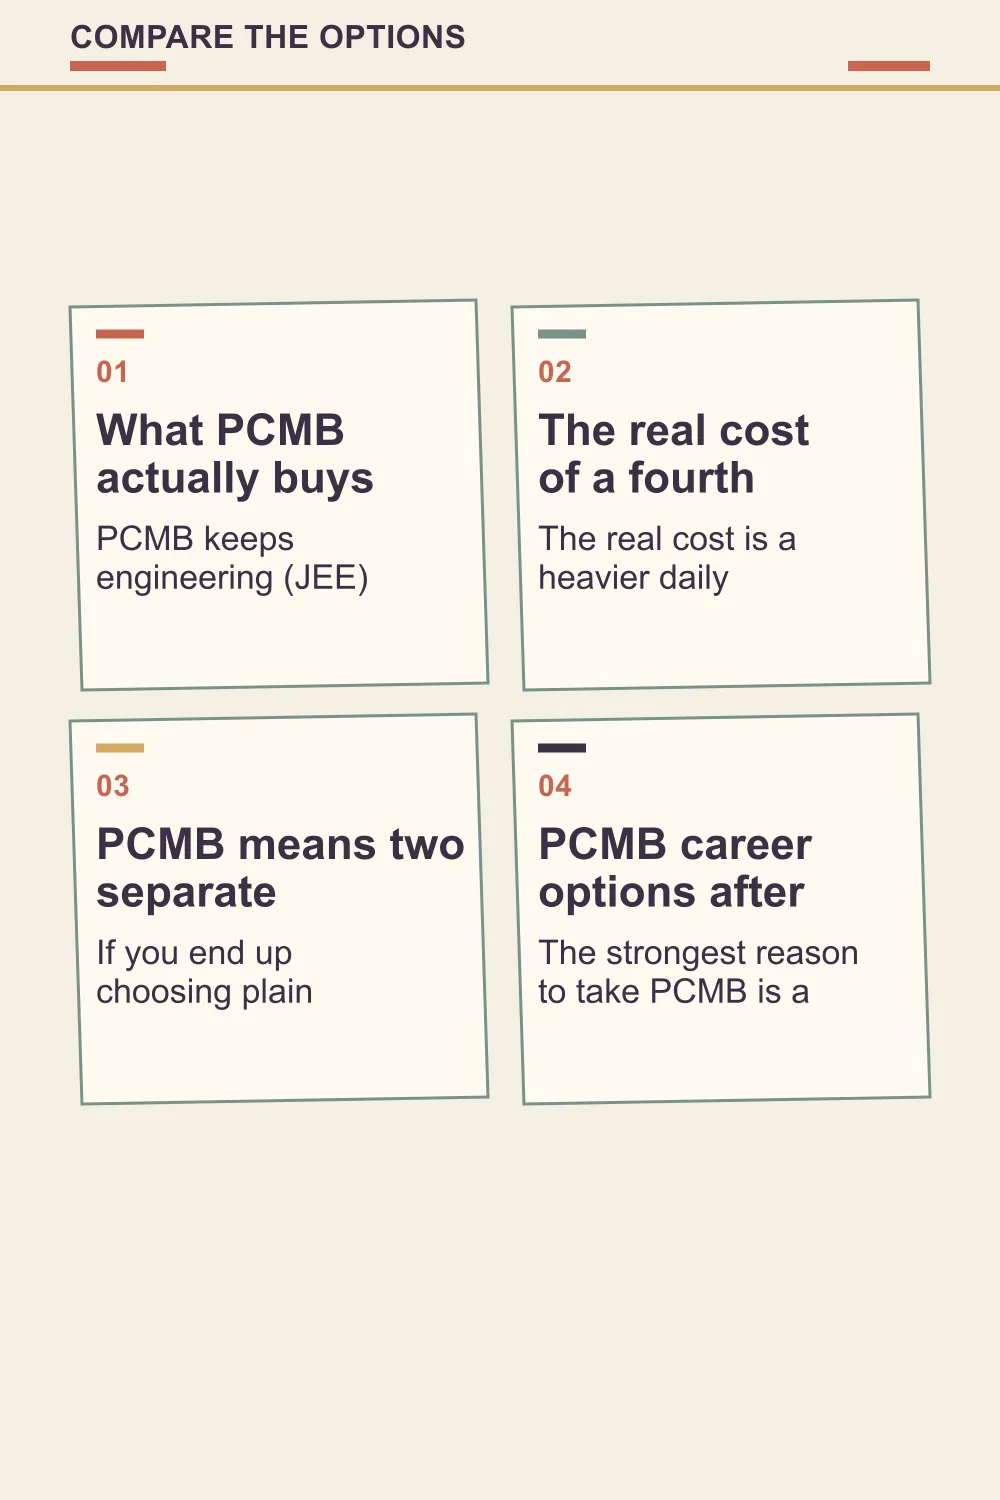 COMPARE THE OPTIONS
01
What PCMB
actually buys
PCMB keeps
engineering (JEE)
02
The real cost
of a fourth
The real cost is a
heavier daily
03
PCMB means two
separate
If you end up
choosing plain
04
PCMB career
options after
The strongest reason
to take PCMB is a